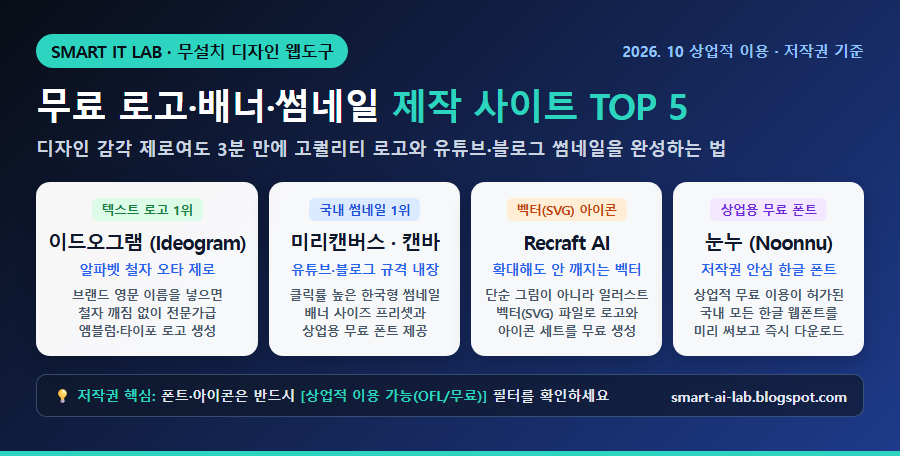 SMART IT LAB · 무설치 디자인 웹도구
2026. 10 상업적 이용 · 저작권 기준
무료 로고·배너·썸네일 제작 사이트 TOP 5
디자인 감각 제로여도 3분 만에 고퀄리티 로고와 유튜브·블로그 썸네일을 완성하는 법
텍스트 로고 1위
이드오그램 (Ideogram)
알파벳 철자 오타 제로
브랜드 영문 이름을 넣으면
철자 깨짐 없이 전문가급
엠블럼·타이포 로고 생성
국내 썸네일 1위
미리캔버스 · 캔바
유튜브·블로그 규격 내장
클릭률 높은 한국형 썸네일
배너 사이즈 프리셋과
상업용 무료 폰트 제공
벡터(SVG) 아이콘
Recraft AI
확대해도 안 깨지는 벡터
단순 그림이 아니라 일러스트
벡터(SVG) 파일로 로고와
아이콘 세트를 무료 생성
상업용 무료 폰트
눈누 (Noonnu)
저작권 안심 한글 폰트
상업적 무료 이용이 허가된
국내 모든 한글 웹폰트를
미리 써보고 즉시 다운로드
저작권 핵심: 폰트·아이콘은 반드시 [상업적 이용 가능(OFL/무료)] 필터를 확인하세요
smart-ai-lab.blogspot.com